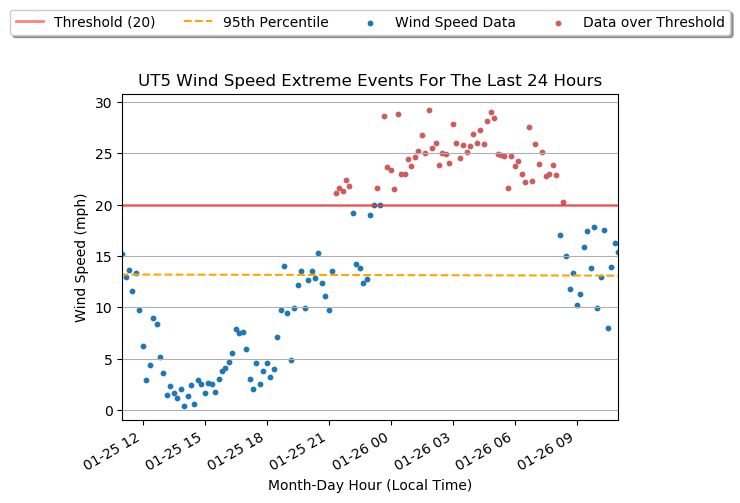 Threshold (20) 95th Percentile Wind Speed Data Data over Threshold
UT5 Wind Speed Extreme Events For The Last 24 Hours
30
25
20
15
10
5
0
Wind Speed (mph)
01-25 12 01-25 15 01-25 18 01-25 21 01-26 00 01-26 03 01-26 06 01-26 09
Month-Day Hour (Local Time)